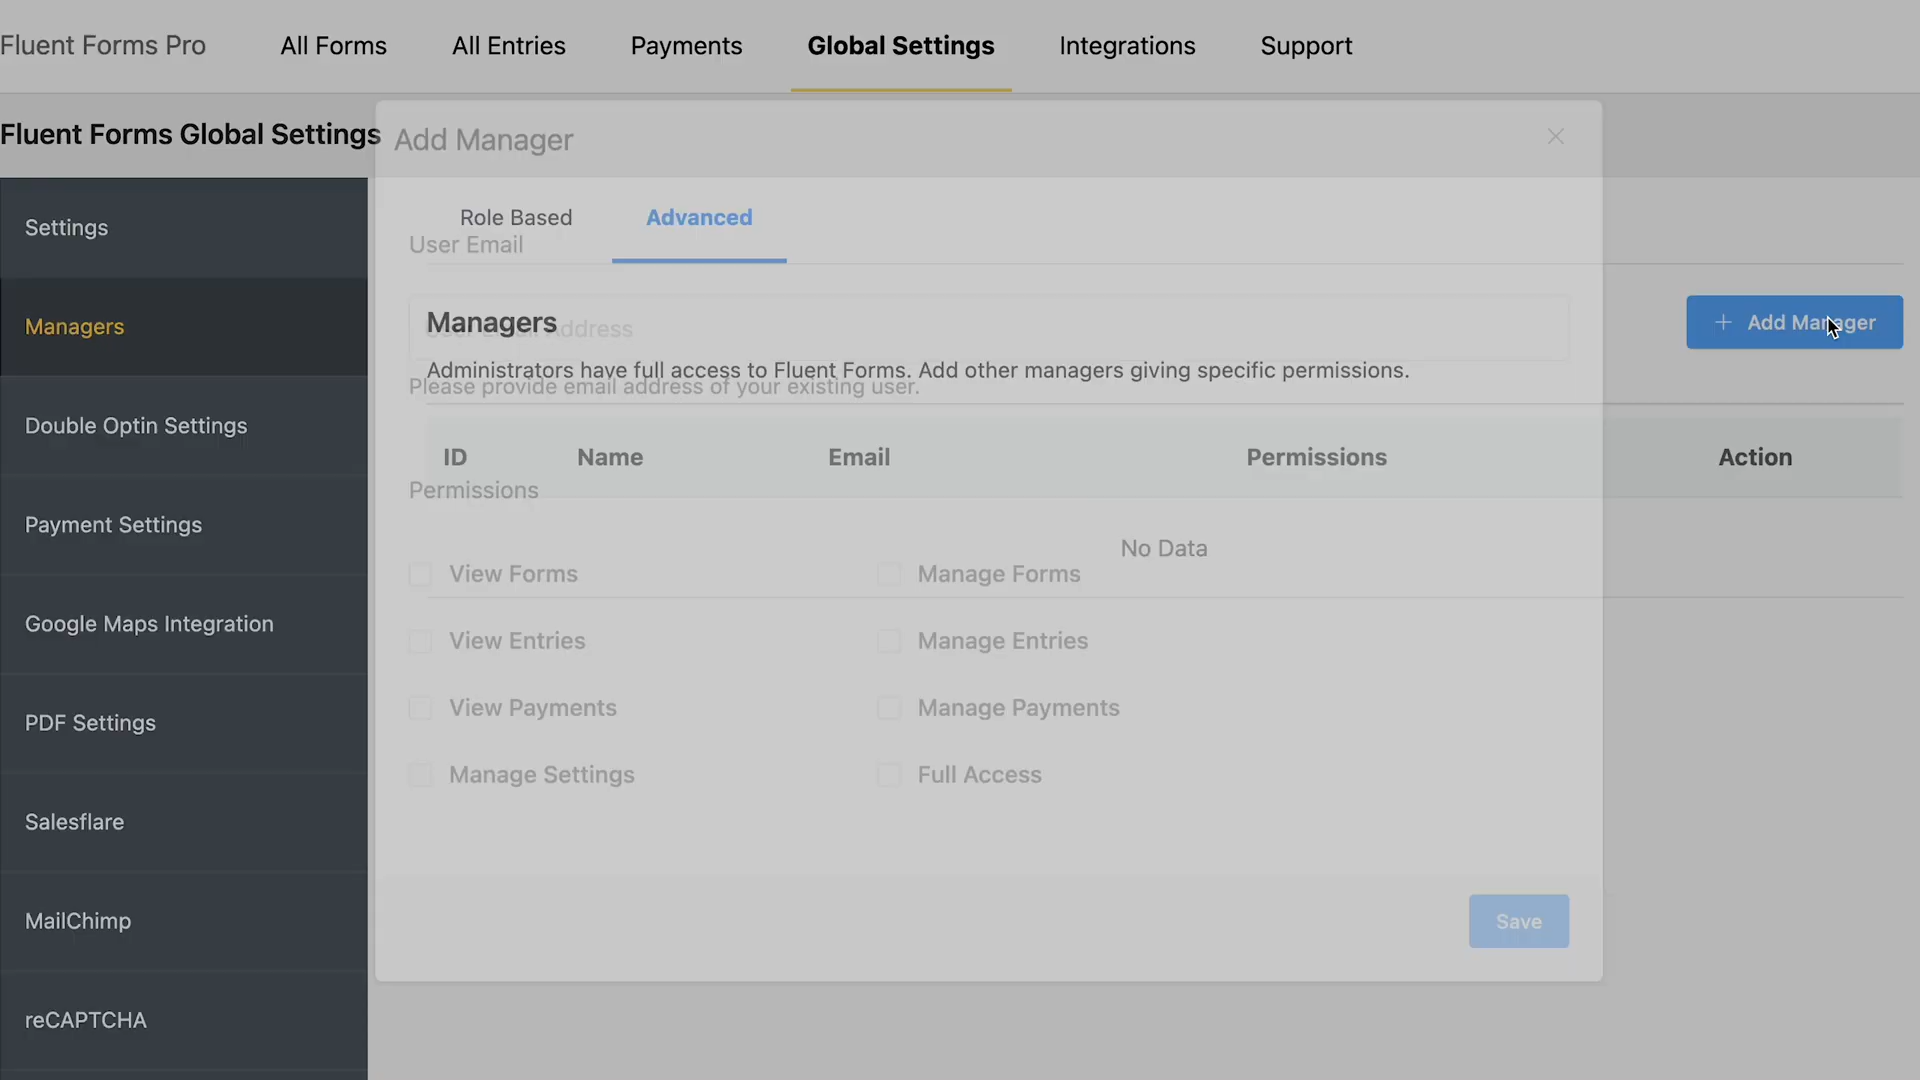 Fluent Forms Pro
All Forms
All Entries
Payments
Global Settings
Integrations
Support
Fluent Forms Global Settings
Settings
Managers
Double Optin Settings
Payment Settings
Google Maps Integration
PDF Settings
Salesflare
MailChimp
reCAPTCHA
Add Manager
Role Based
Advanced
User Email
Managers
Address
+ Add Manager
Administrators have full access to Fluent Forms. Add other managers giving specific permissions.
Please provide email address of your existing user.
ID
Name
Email
Permissions
Action
Permissions
No Data
View Forms
Manage Forms
View Entries
Manage Entries
View Payments
Manage Payments
Manage Settings
Full Access
Save